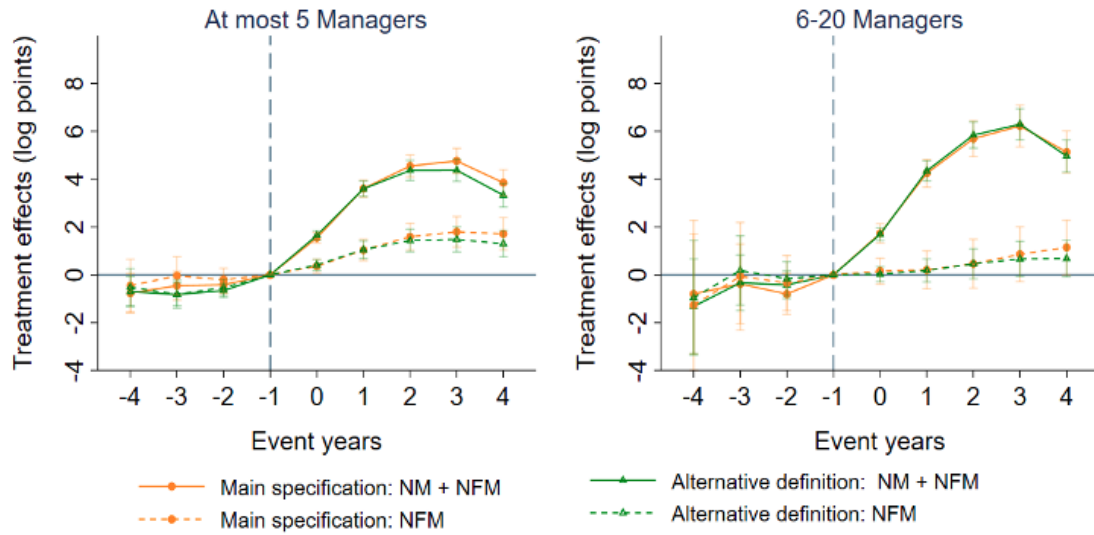 At most 5 Managers
6-20 Managers
Treatment effects (log points)
8
6
4
2
0
-2
-4
-4 -3 -2 -1 0 1 2 3 4
Event years
Treatment effects (log points)
8
6
4
2
0
-2
-4
-4 -3 -2 -1 0 1 2 3 4
Event years
Main specification: NM + NFM
Main specification: NFM
Alternative definition: NM + NFM
Alternative definition: NFM